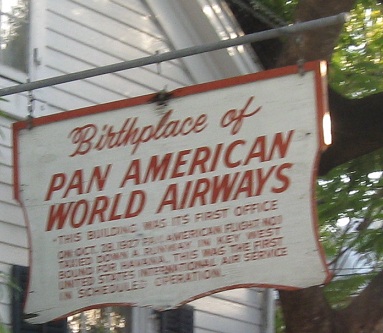 Birthplace of
PAN AMERICAN
WORLD AIRWAYS
"THIS BUILDING WAS ITS FIRST OFFICE
ON OCT. 28, 1927 PAN AMERICAN FLIGHT NO.1
TAXIED DOWN A RUNWAY IN KEY WEST
BOUND FOR HAVANA. THIS WAS THE FIRST
UNITED STATES INTERNATIONAL AIR SERVICE
IN SCHEDULED OPERATION."